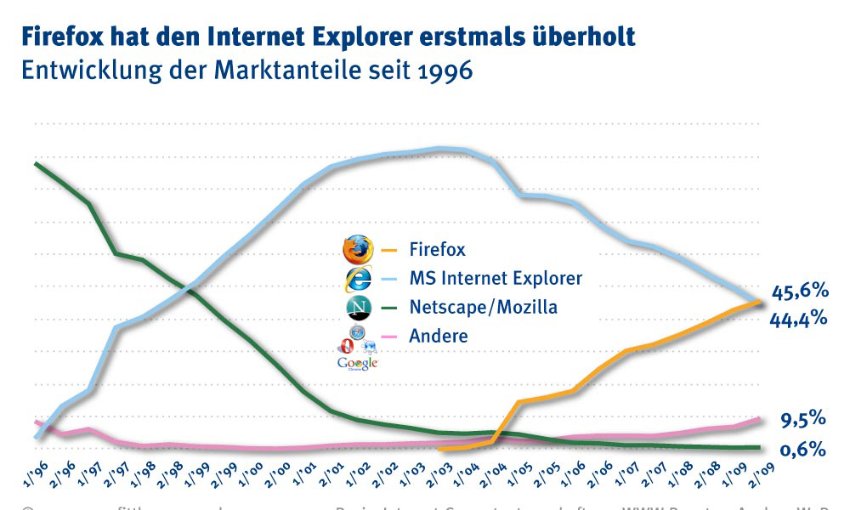 Firefox hat den Internet Explorer erstmals überholt
Entwicklung der Marktanteile seit 1996
Firefox
MS Internet Explorer
Netscape/Mozilla
Andere
Google
45,6%
44,4%
9,5%
0,6%
1/'96 2/'96 1/'97 2/'97 1/'98 2/'98 1/'99 2/'99 1/'00 2/'00 1/'01 2/'01 1/'02 2/'02 1/'03 2/'03 1/'04 2/'04 1/'05 2/'05 1/'06 2/'06 1/'07 2/'07 1/'08 2/'08 1/'09 2/'09